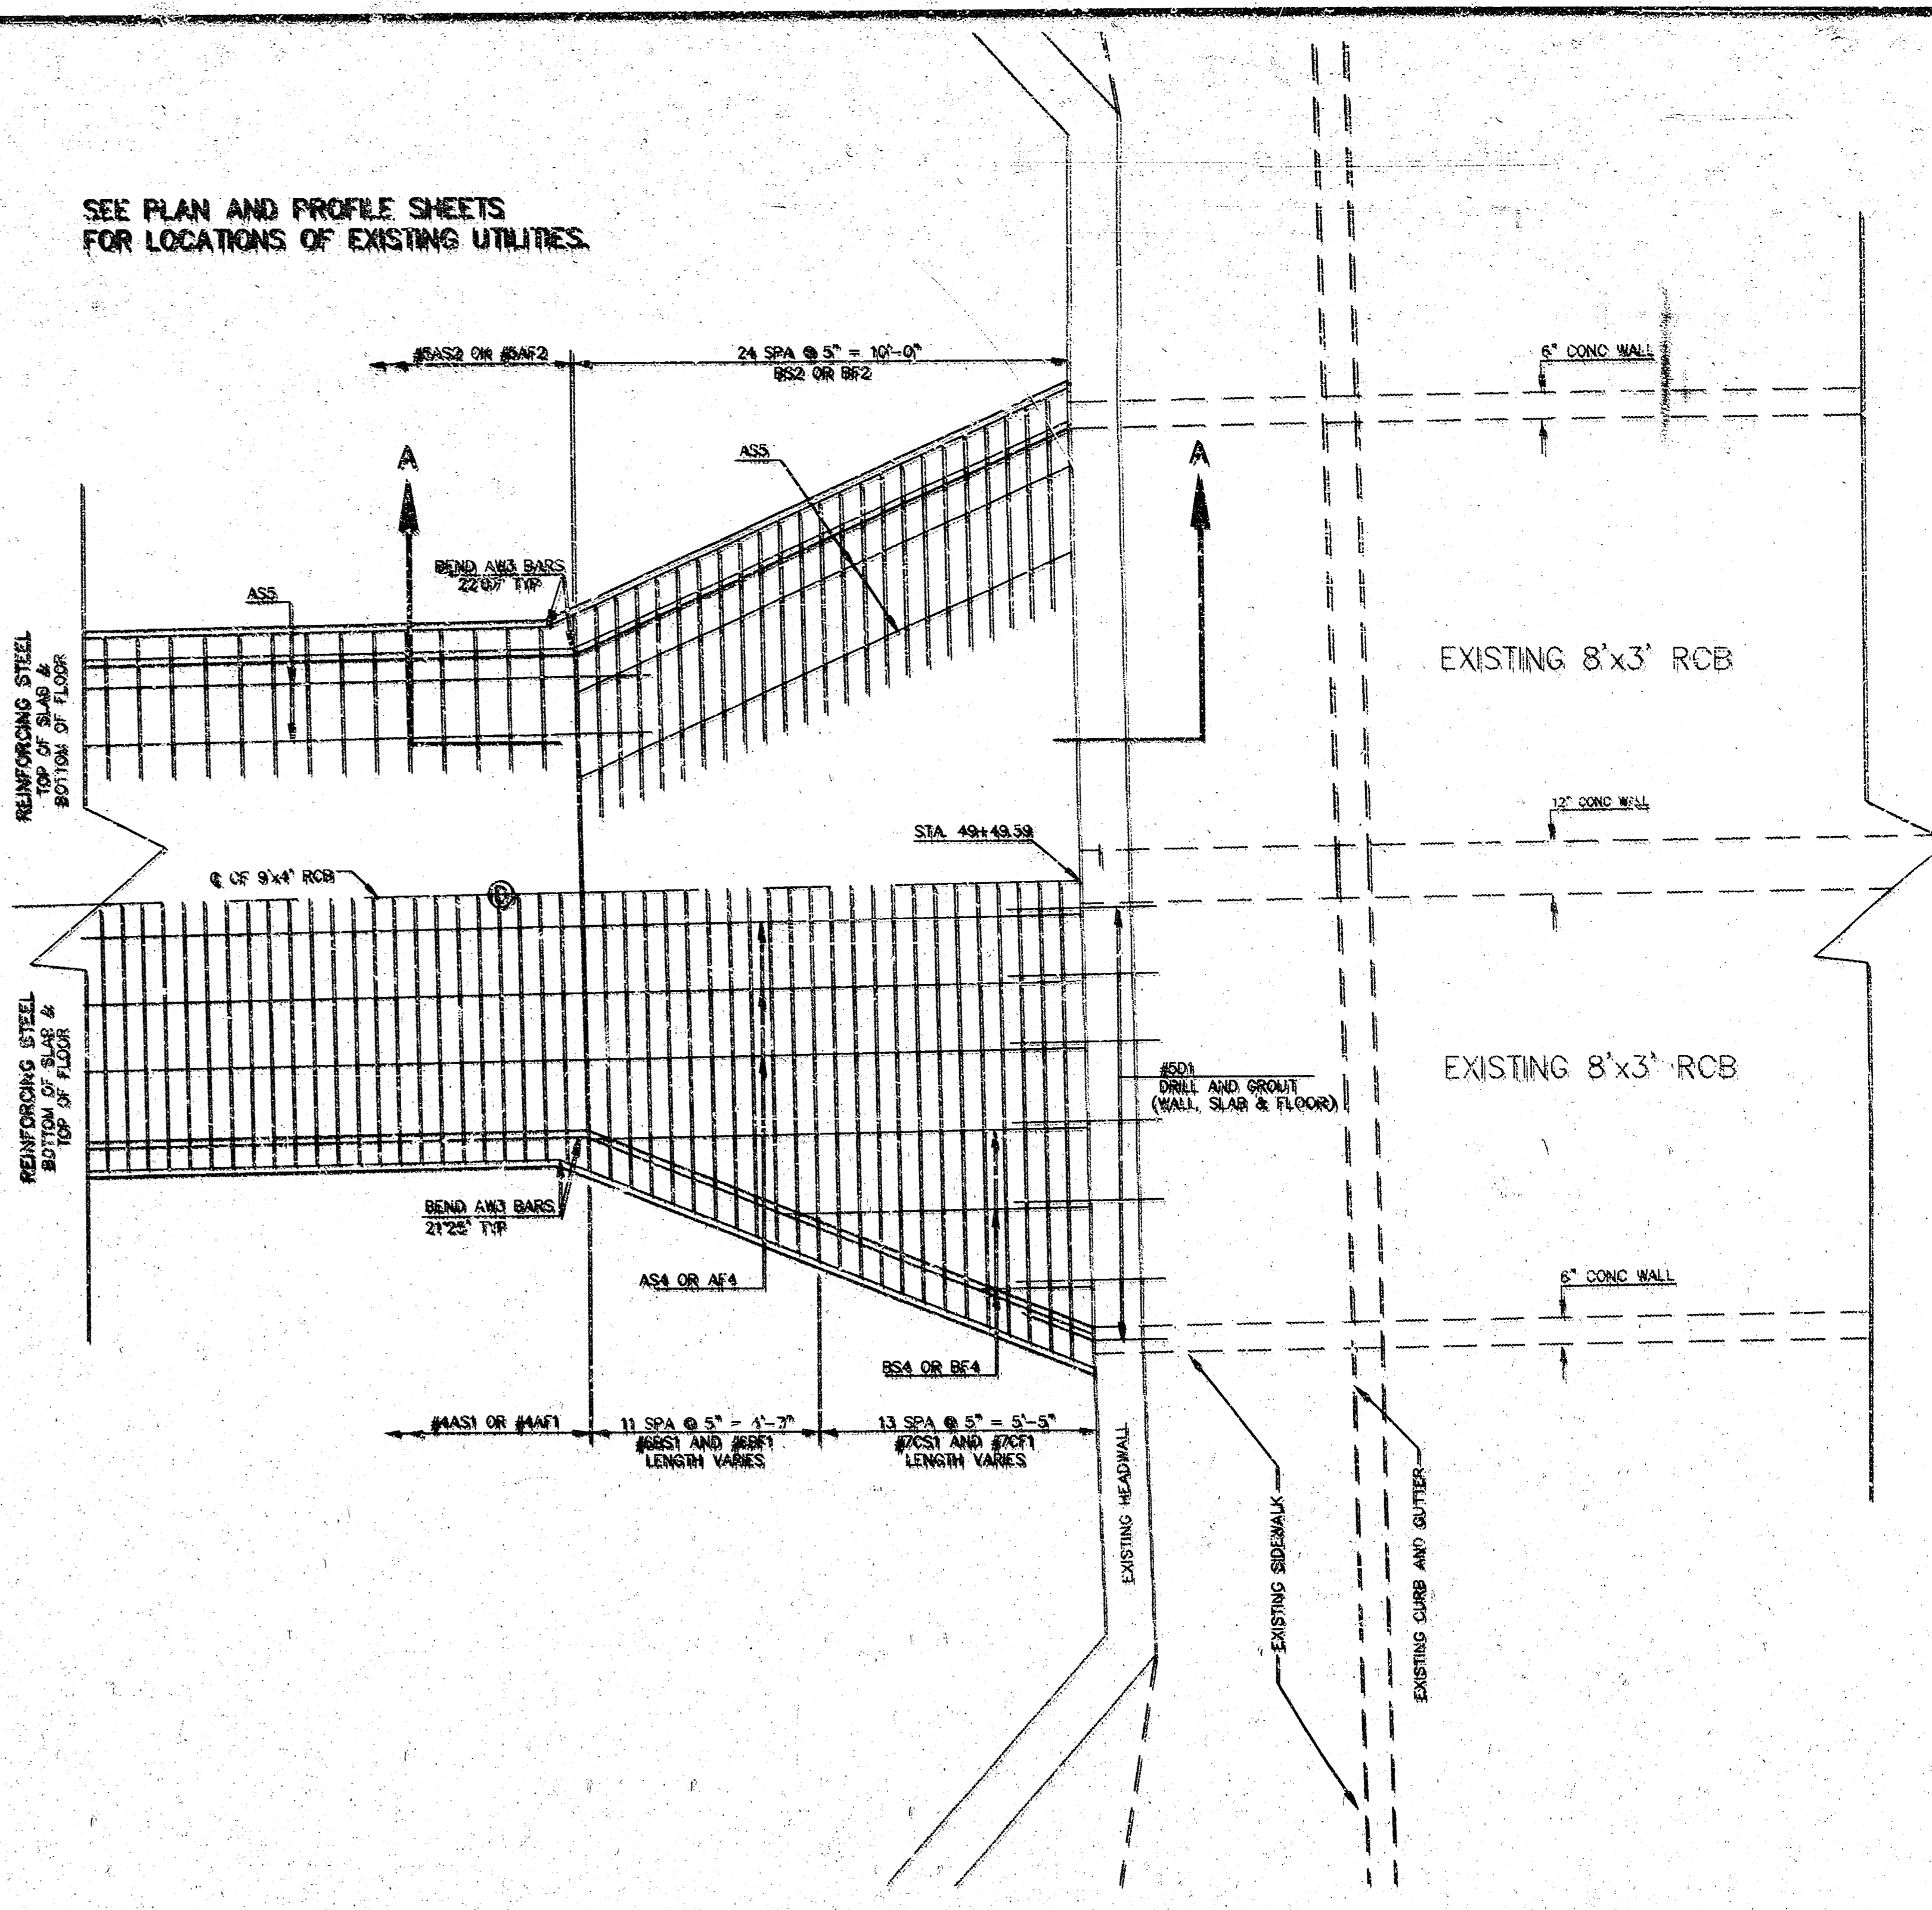 SEE PLAN AND PROFILE SHEETS
FOR LOCATIONS OF EXISTING UTILITIES.
#5AS2 OR #5AF2
24 SPA @ 5" = 10'-0"
BS2 OR BF2
6" CONC WALL
A
A
AS5
BEND AW3 BARS
TYP
AS5
REINFORCING STEEL
TOP OF SLAB &
BOTTOM OF FLOOR
EXISTING 8'x3' RCB
12" CONC WALL
STA. 49+49.59
℄ OF 9'x4' RCB
REINFORCING STEEL
BOTTOM OF SLAB &
TOP OF FLOOR
EXISTING 8'x3' RCB
#5D1
DRILL AND GROUT
(WALL, SLAB & FLOOR)
BEND AW3 BARS
21°25' TYP
AS4 OR AF4
6" CONC WALL
BS4 OR BF4
#4AS1 OR #4AF1
11 SPA @ 5" = 4'-7"
#6BS1 AND #6BF1
LENGTH VARIES
13 SPA @ 5" = 5'-5"
#7CS1 AND #7CF1
LENGTH VARIES
EXISTING HEADWALL
EXISTING SIDEWALK
EXISTING CURB AND GUTTER